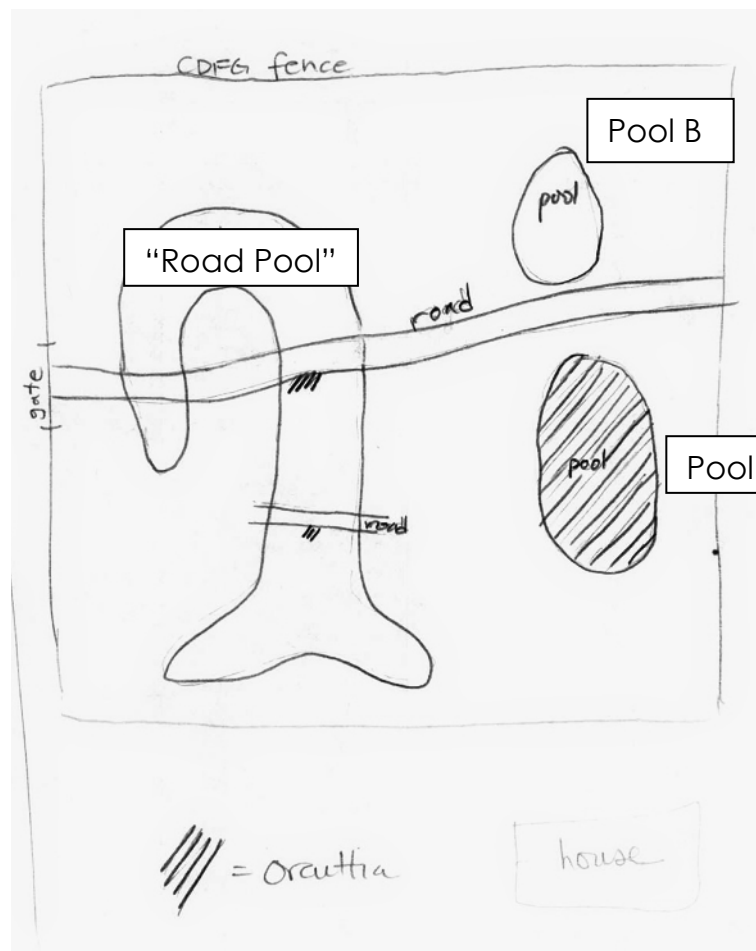 CDFG fence
Pool B
pool
"Road Pool"
road
gate
pool
Pool
road
= Orcuttia
house